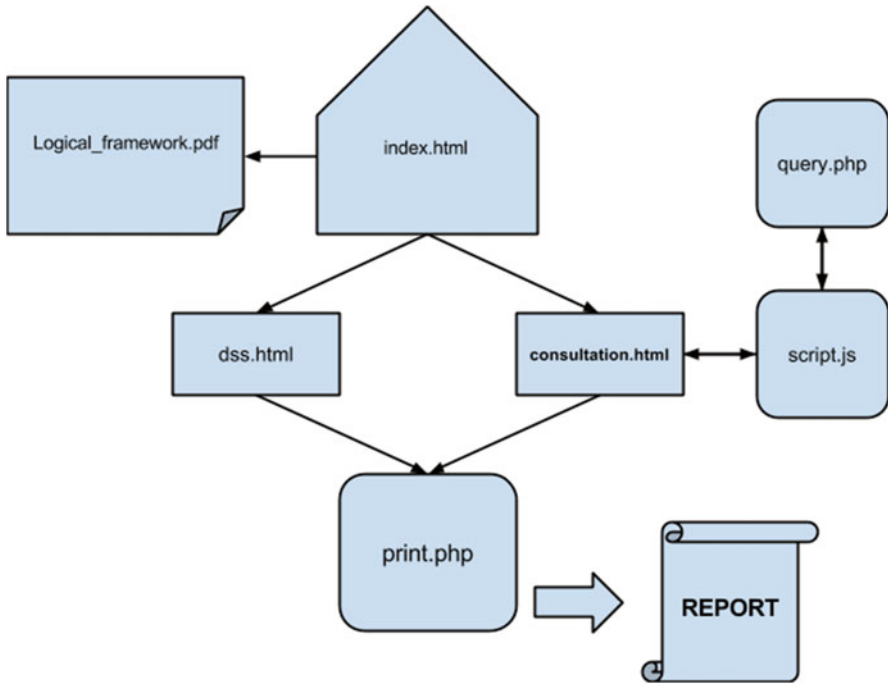 Logical_framework.pdf
index.html
query.php
dss.html
consultation.html
script.js
print.php
REPORT